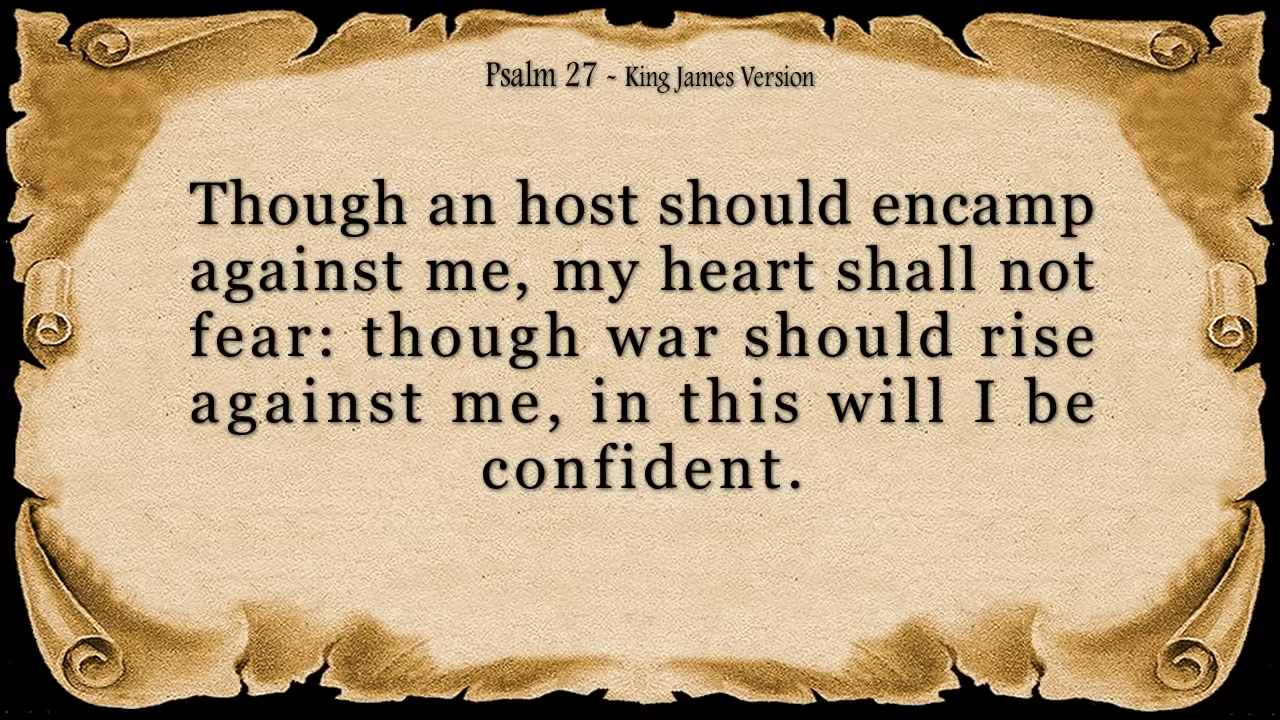 Psalm 27 ~ King James Version
Though an host should encamp
against me, my heart shall not
fear: though war should rise
against me, in this will I be
confident.